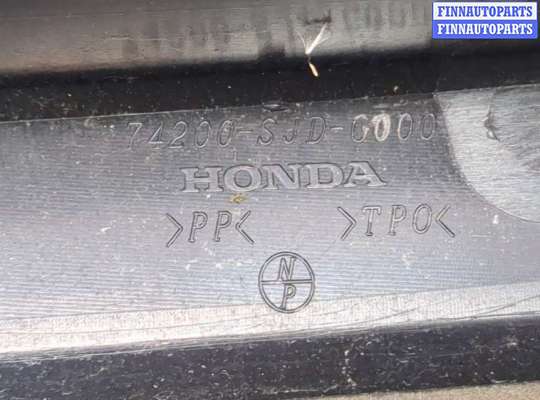 FINNAUTOPARTS
FINNAUTOPARTS
74200-SJD-G000
HONDA
>PP<
>TPO<
N
P